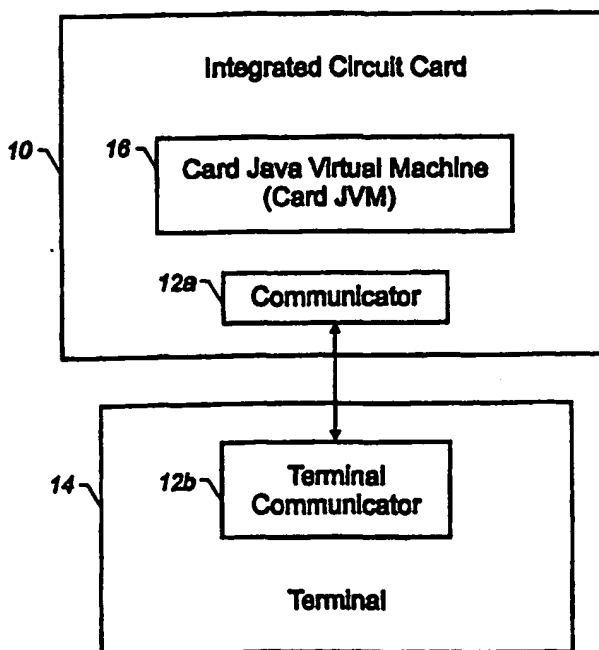 Integrated Circuit Card
10
16
Card Java Virtual Machine
(Card JVM)
12a
Communicator
14
12b
Terminal
Communicator
Terminal